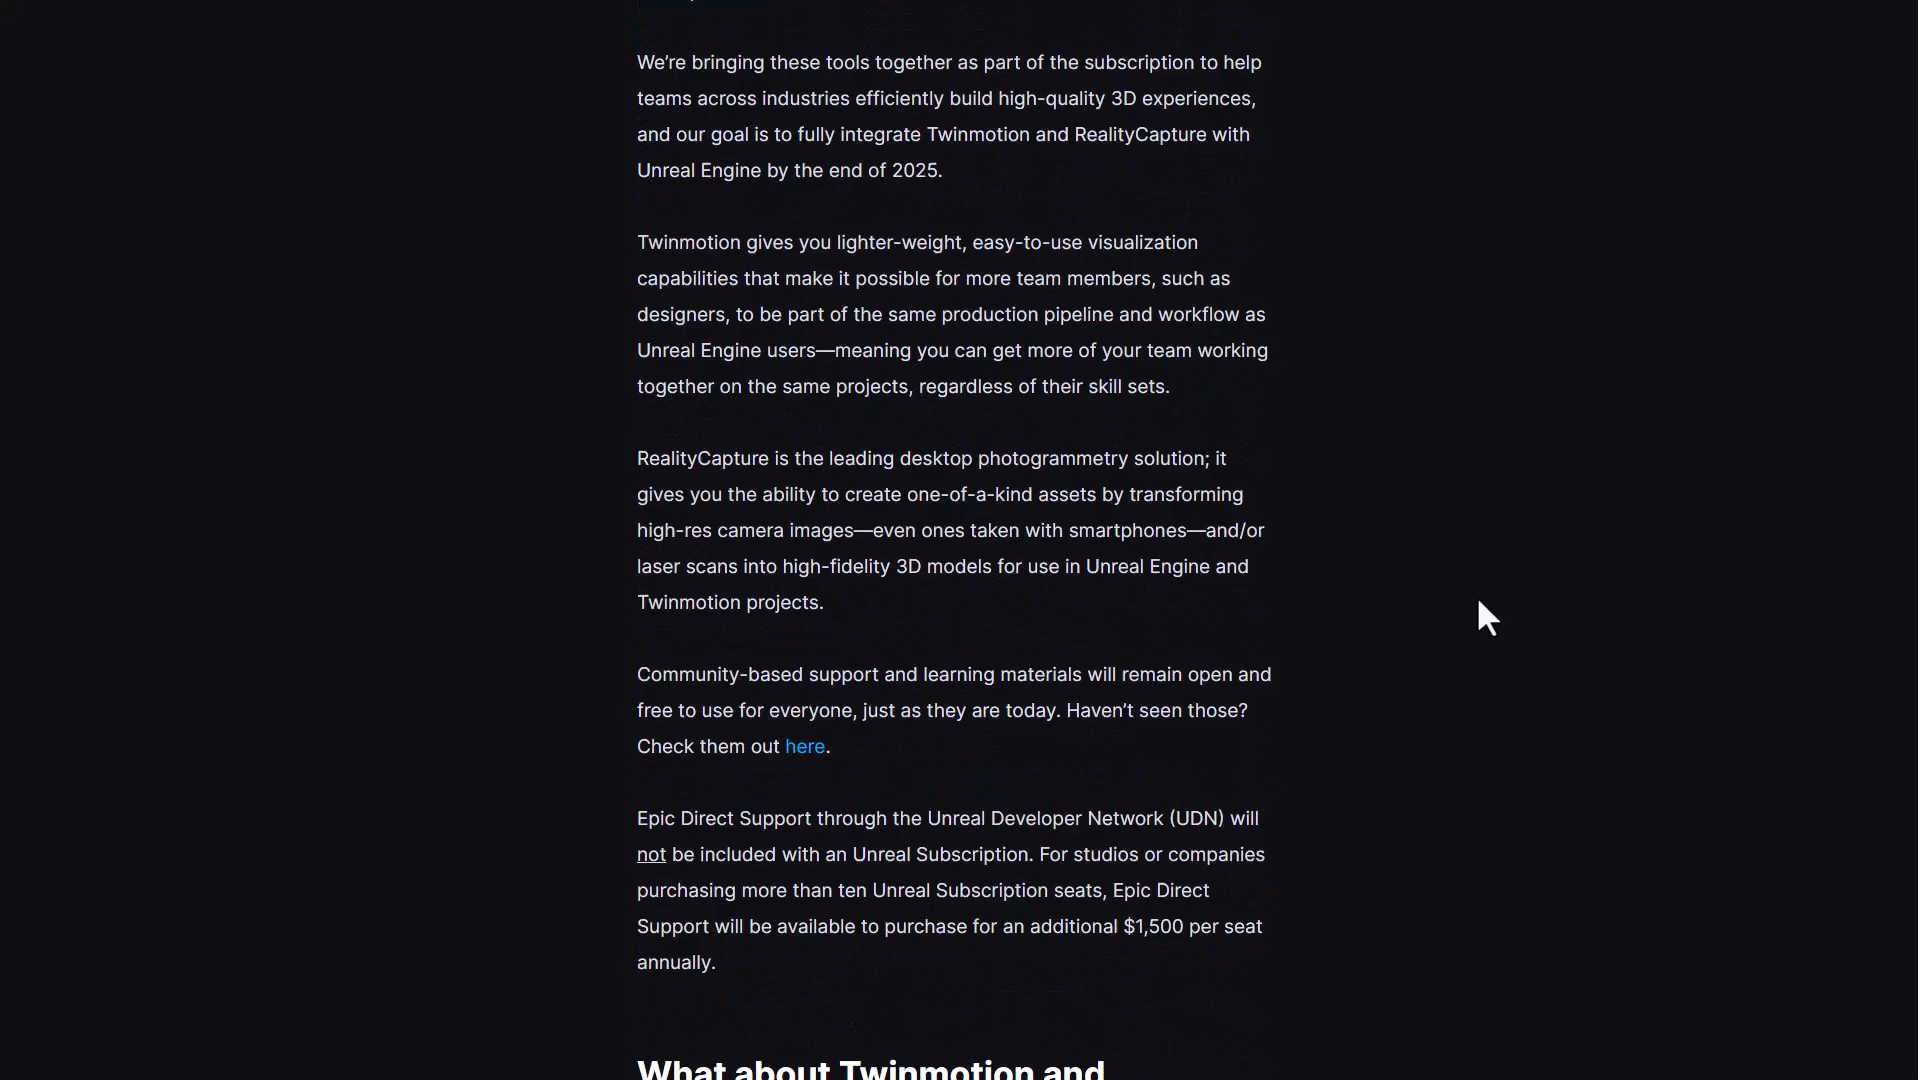 We’re bringing these tools together as part of the subscription to help
teams across industries efficiently build high-quality 3D experiences,
and our goal is to fully integrate Twinmotion and RealityCapture with
Unreal Engine by the end of 2025.
Twinmotion gives you lighter-weight, easy-to-use visualization
capabilities that make it possible for more team members, such as
designers, to be part of the same production pipeline and workflow as
Unreal Engine users—meaning you can get more of your team working
together on the same projects, regardless of their skill sets.
RealityCapture is the leading desktop photogrammetry solution; it
gives you the ability to create one-of-a-kind assets by transforming
high-res camera images—even ones taken with smartphones—and/or
laser scans into high-fidelity 3D models for use in Unreal Engine and
Twinmotion projects.
Community-based support and learning materials will remain open and
free to use for everyone, just as they are today. Haven’t seen those?
Check them out here.
Epic Direct Support through the Unreal Developer Network (UDN) will
not be included with an Unreal Subscription. For studios or companies
purchasing more than ten Unreal Subscription seats, Epic Direct
Support will be available to purchase for an additional $1,500 per seat
annually.
What about Twinmotion and